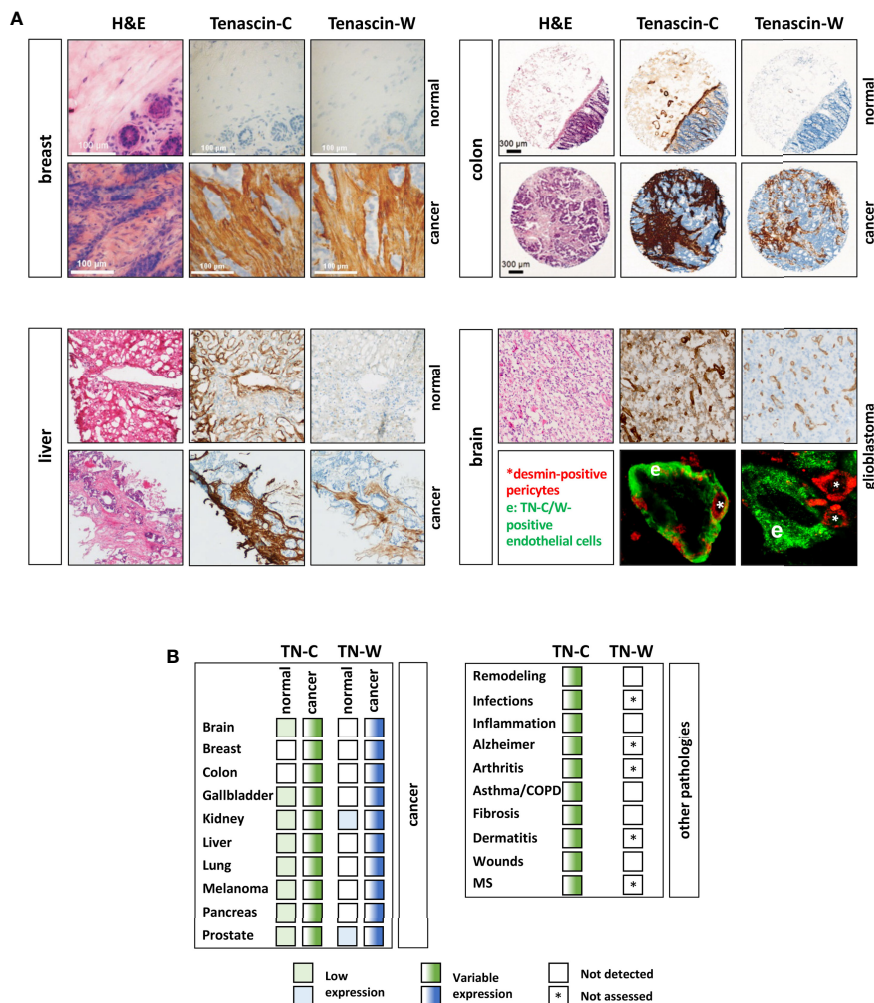 A
H&E Tenascin-C Tenascin-W
breast
normal
100 µm 100 µm 100 µm
cancer
100 µm 100 µm 100 µm
H&E Tenascin-C Tenascin-W
colon
normal
300 µm
cancer
300 µm
liver
normal
cancer
brain
glioblastoma
*desmin-positive
pericytes
e: TN-C/W-
positive
endothelial cells
e *
e * *
B
TN-C TN-W
normal cancer normal cancer
Brain
Breast
Colon
Gallbladder
Kidney
Liver
Lung
Melanoma
Pancreas
Prostate
cancer
TN-C TN-W
Remodeling
Infections *
Inflammation
Alzheimer *
Arthritis *
Asthma/COPD
Fibrosis
Dermatitis *
Wounds
MS *
other pathologies
Low
expression
Variable
expression
Not detected
* Not assessed